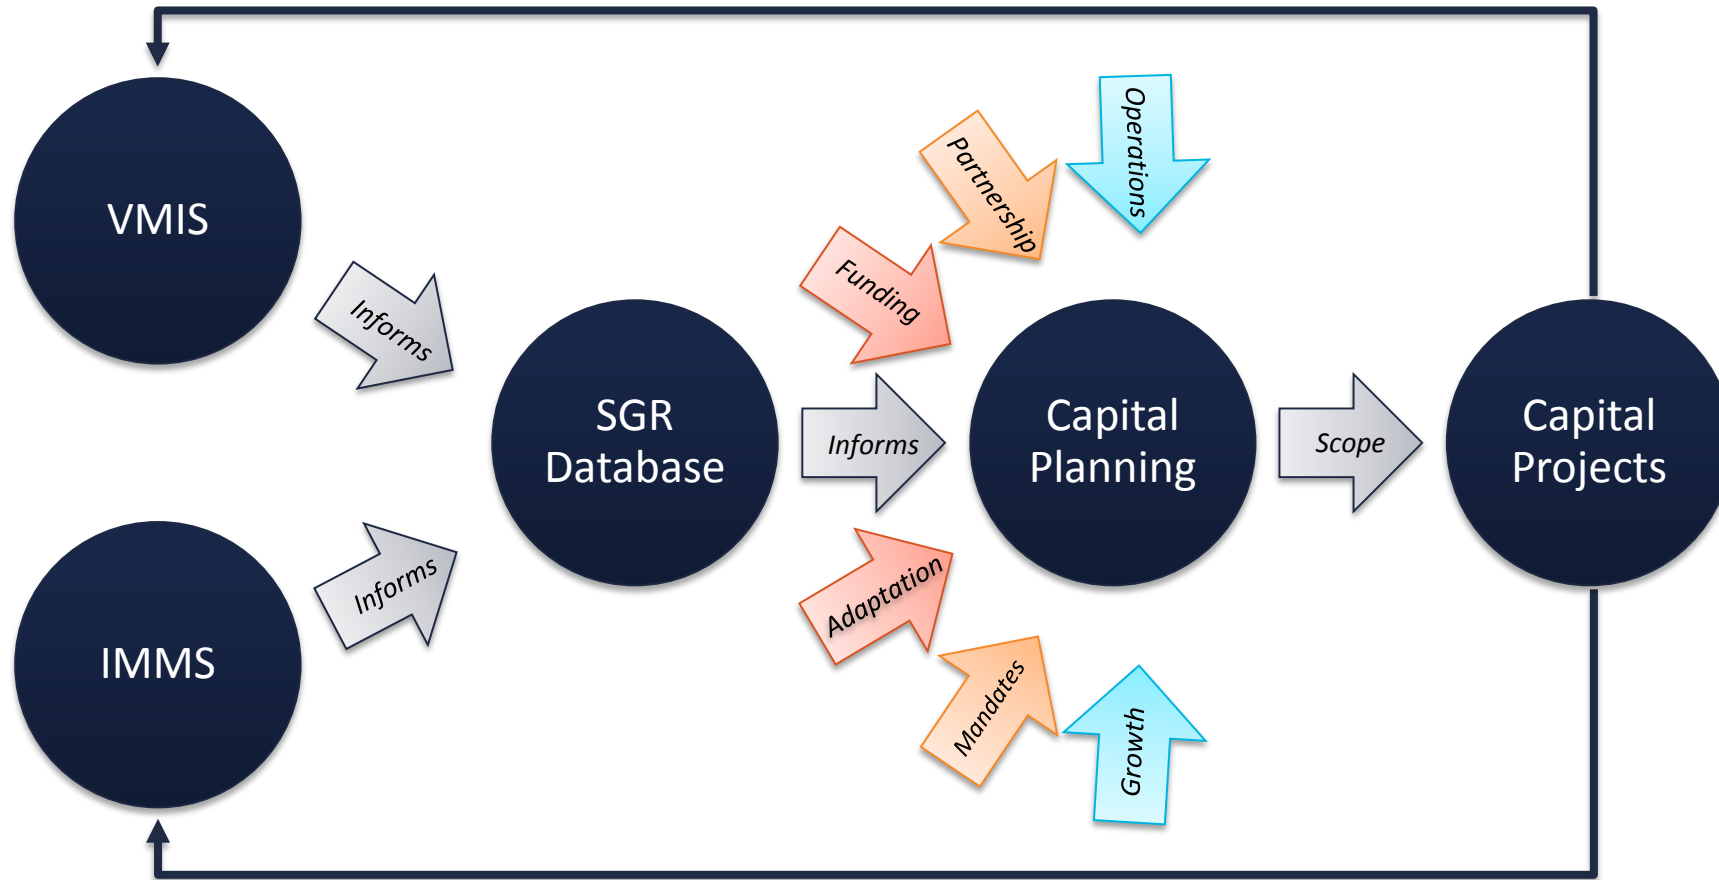 VMIS
IMMS
Informs
Informs
SGR
Database
Informs
Funding
Partnership
Operations
Adaptation
Mandates
Growth
Capital
Planning
Scope
Capital
Projects